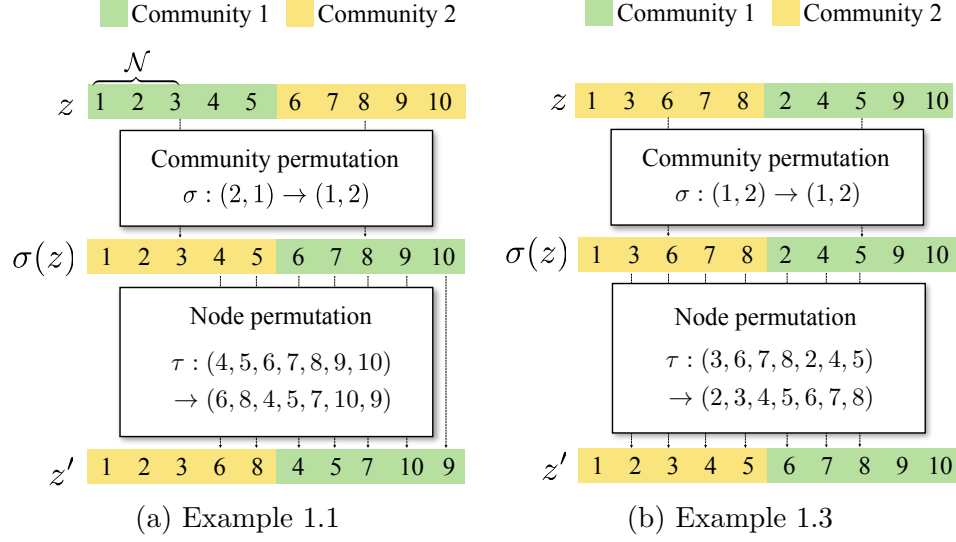 Community 1 Community 2
𝒩
z 1 2 3 4 5 6 7 8 9 10
Community permutation
σ : (2, 1) → (1, 2)
σ(z) 1 2 3 4 5 6 7 8 9 10
Node permutation
τ : (4, 5, 6, 7, 8, 9, 10)
→ (6, 8, 4, 5, 7, 10, 9)
z′ 1 2 3 6 8 4 5 7 10 9
(a) Example 1.1
Community 1 Community 2
z 1 3 6 7 8 2 4 5 9 10
Community permutation
σ : (1, 2) → (1, 2)
σ(z) 1 3 6 7 8 2 4 5 9 10
Node permutation
τ : (3, 6, 7, 8, 2, 4, 5)
→ (2, 3, 4, 5, 6, 7, 8)
z′ 1 2 3 4 5 6 7 8 9 10
(b) Example 1.3